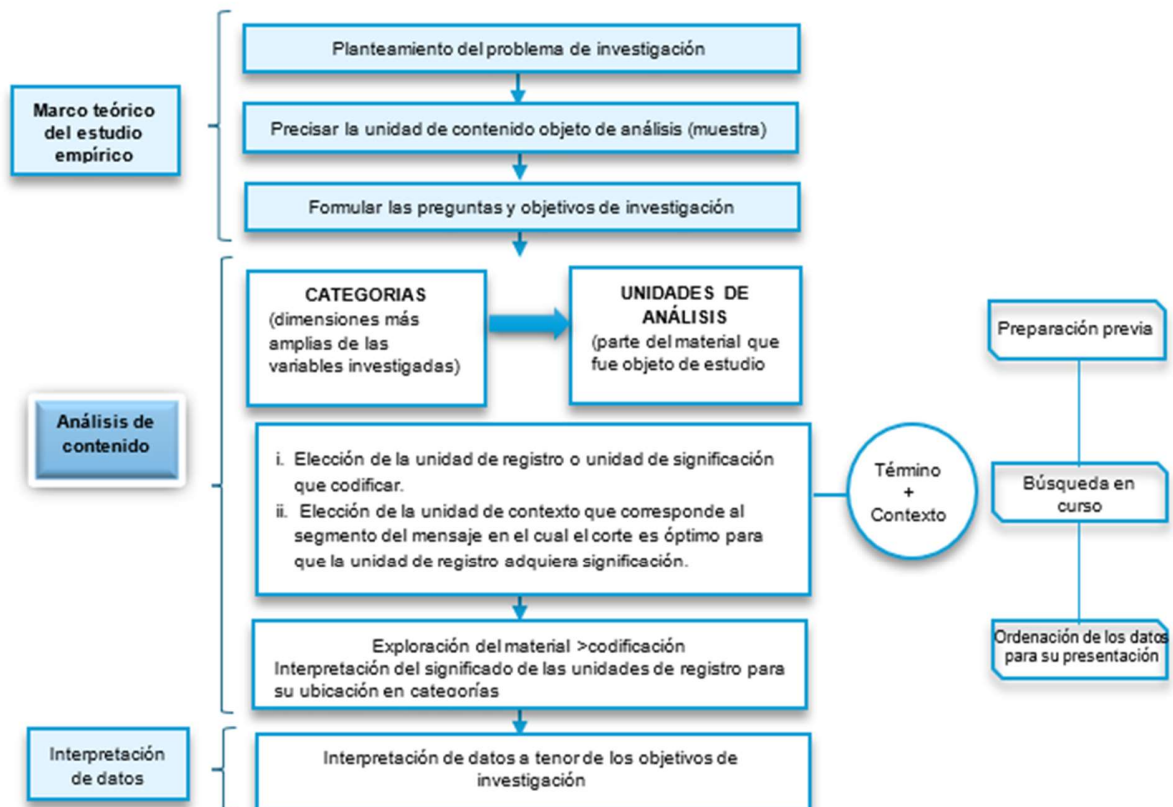 Marco teórico
del estudio
empírico
Planteamiento del problema de investigación
Precisar la unidad de contenido objeto de análisis (muestra)
Formular las preguntas y objetivos de investigación
Análisis de
contenido
CATEGORIAS
(dimensiones más
amplias de las
variables investigadas)
UNIDADES DE
ANÁLISIS
(parte del material que
fue objeto de estudio
i. Elección de la unidad de registro o unidad de significación
que codificar.
ii. Elección de la unidad de contexto que corresponde al
segmento del mensaje en el cual el corte es óptimo para
que la unidad de registro adquiera significación.
Término
+
Contexto
Preparación previa
Búsqueda en
curso
Ordenación de los datos
para su presentación
Exploración del material >codificación
Interpretación del significado de las unidades de registro para
su ubicación en categorías
Interpretación
de datos
Interpretación de datos a tenor de los objetivos de
investigación